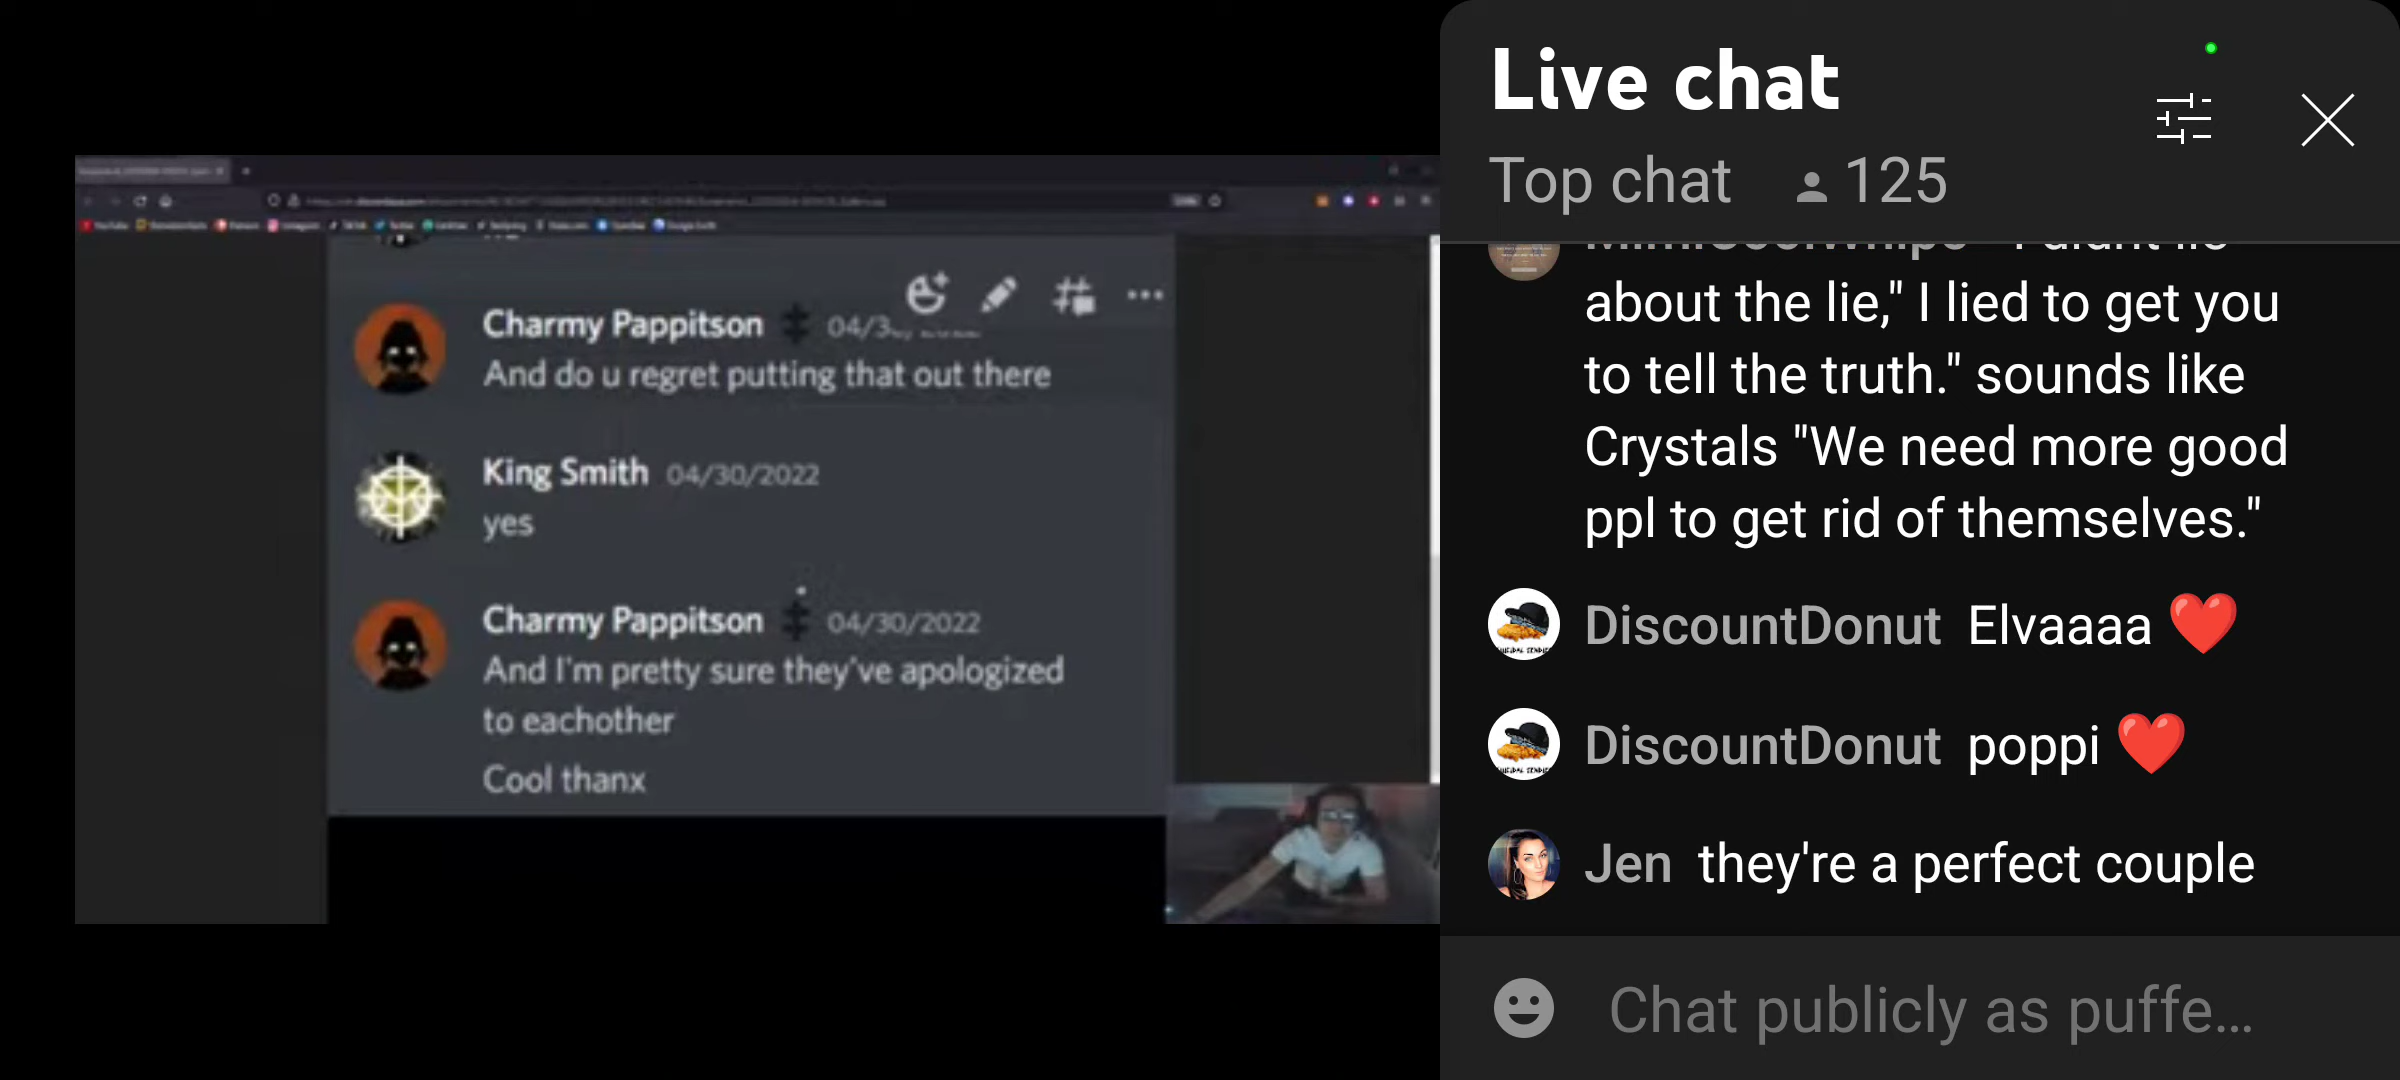 Charmy Pappitson
And do u regret putting that out there
King Smith 04/30/2022
yes
Charmy Pappitson 04/30/2022
And I'm pretty sure they've apologized
to eachother
Cool thanx
Live chat
Top chat 125
about the lie," I lied to get you
to tell the truth." sounds like
Crystals "We need more good
ppl to get rid of themselves."
DiscountDonut Elvaaaa ❤️
DiscountDonut poppi ❤️
Jen they're a perfect couple
Chat publicly as puffe...